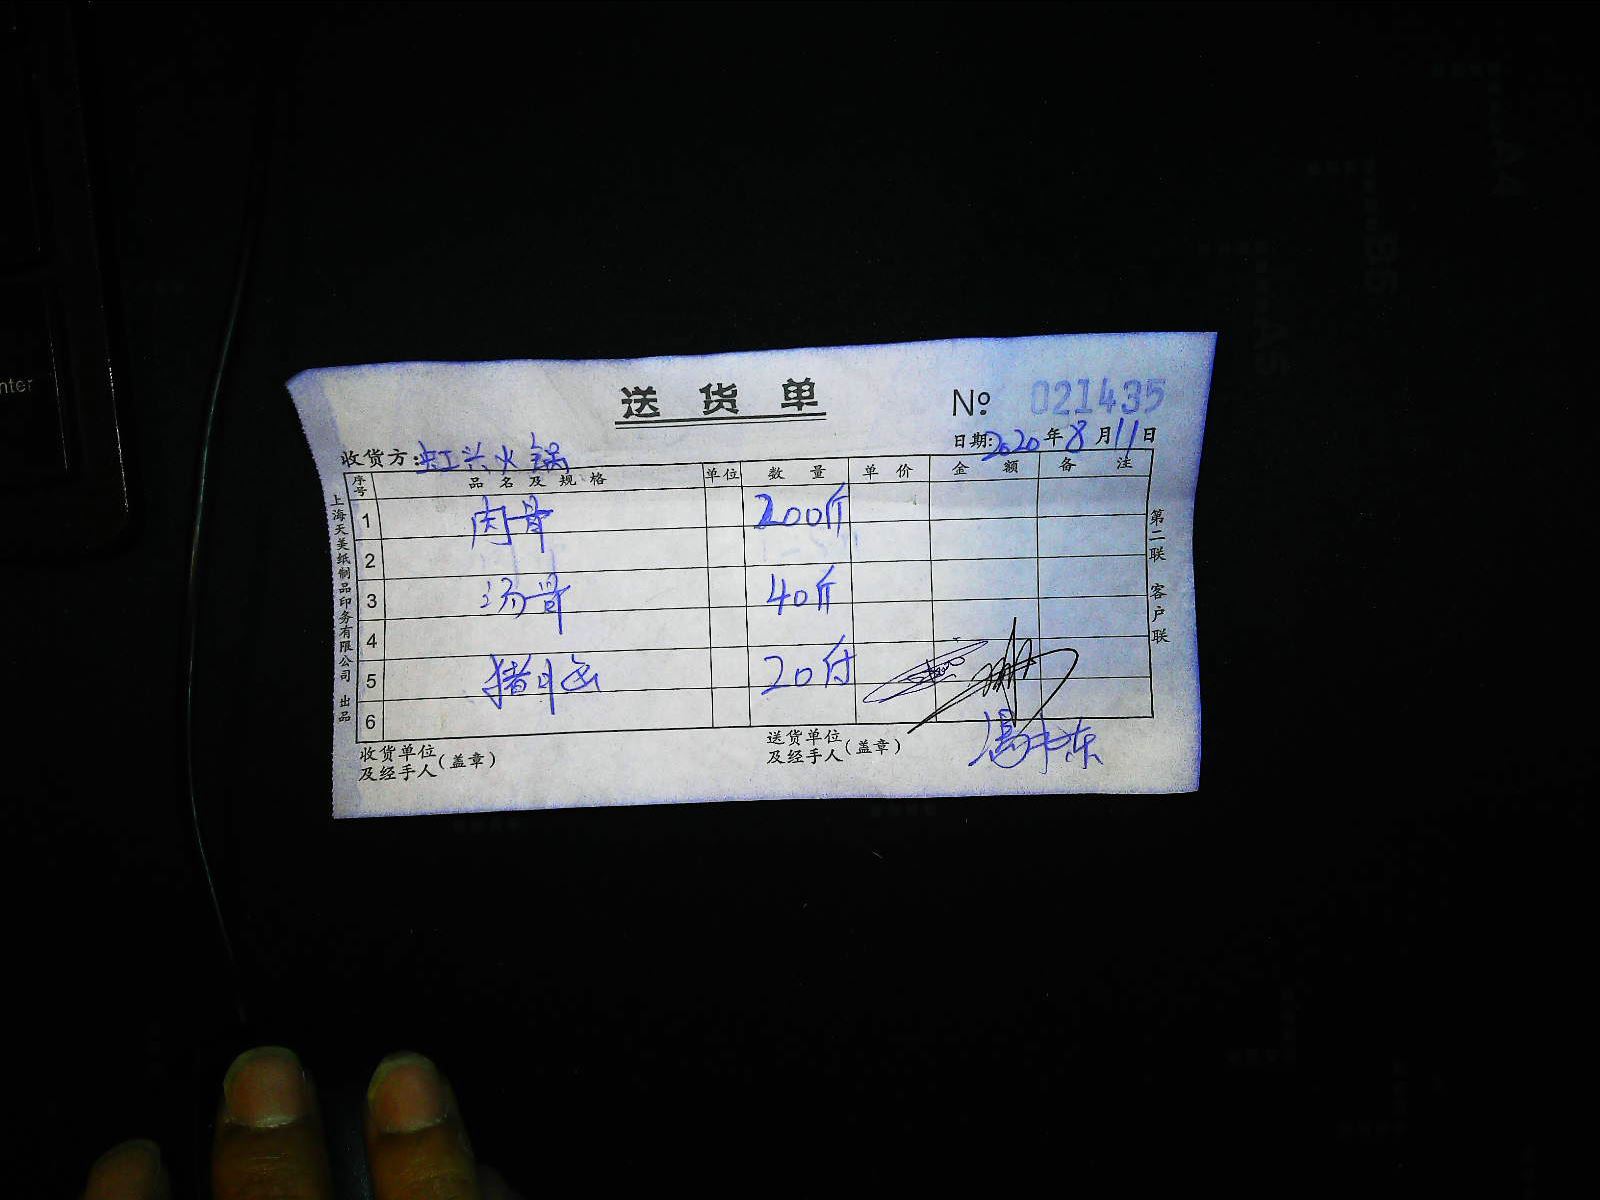 送货单
№ 021435
日期:2020年8月11日
收货方:虹兴火锅
序号 品名及规格 单位 数量 单价 金额 备注
1 肉骨 200斤
2
3 汤骨 40斤
4
5 猪 20付
6
收货单位及经手人(盖章)
送货单位及经手人(盖章)
上海天美纸制品印务有限公司 出品
第二联 客户联
nter
A4
B5
A5